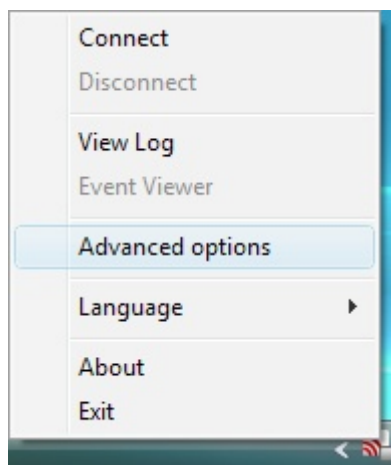 Connect
Disconnect
View Log
Event Viewer
Advanced options
Language
About
Exit